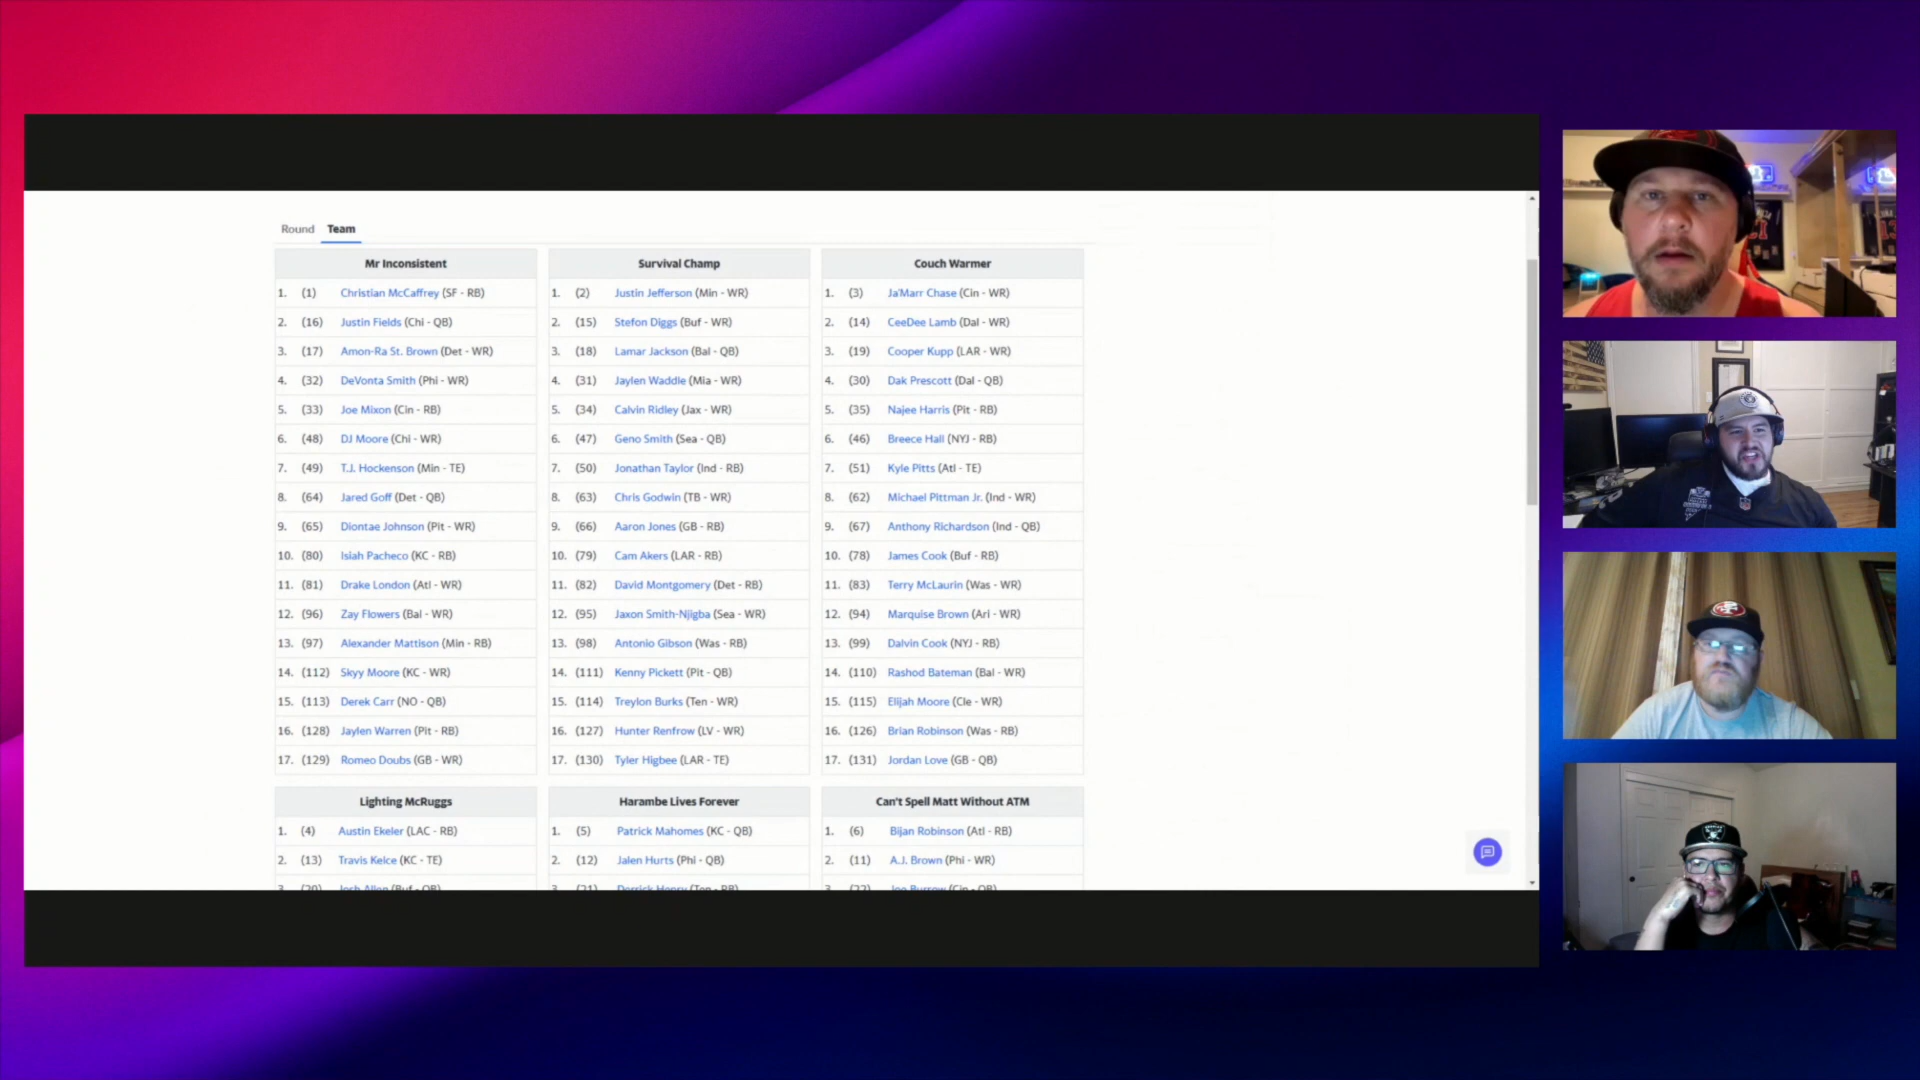 Round Team
Mr Inconsistent
1. (1) Christian McCaffrey (SF - RB)
2. (16) Justin Fields (Chi - QB)
3. (17) Amon-Ra St. Brown (Det - WR)
4. (32) DeVonta Smith (Phi - WR)
5. (33) Joe Mixon (Cin - RB)
6. (48) DJ Moore (Chi - WR)
7. (49) T.J. Hockenson (Min - TE)
8. (64) Jared Goff (Det - QB)
9. (65) Diontae Johnson (Pit - WR)
10. (80) Isiah Pacheco (KC - RB)
11. (81) Drake London (Atl - WR)
12. (96) Zay Flowers (Bal - WR)
13. (97) Alexander Mattison (Min - RB)
14. (112) Skyy Moore (KC - WR)
15. (113) Derek Carr (NO - QB)
16. (128) Jaylen Warren (Pit - RB)
17. (129) Romeo Doubs (GB - WR)
Survival Champ
1. (2) Justin Jefferson (Min - WR)
2. (15) Stefon Diggs (Buf - WR)
3. (18) Lamar Jackson (Bal - QB)
4. (31) Jaylen Waddle (Mia - WR)
5. (34) Calvin Ridley (Jax - WR)
6. (47) Geno Smith (Sea - QB)
7. (50) Jonathan Taylor (Ind - RB)
8. (63) Chris Godwin (TB - WR)
9. (66) Aaron Jones (GB - RB)
10. (79) Cam Akers (LAR - RB)
11. (82) David Montgomery (Det - RB)
12. (95) Jaxon Smith-Njigba (Sea - WR)
13. (98) Antonio Gibson (Was - RB)
14. (111) Kenny Pickett (Pit - QB)
15. (114) Treylon Burks (Ten - WR)
16. (127) Hunter Renfrow (LV - WR)
17. (130) Tyler Higbee (LAR - TE)
Couch Warmer
1. (3) Ja'Marr Chase (Cin - WR)
2. (14) CeeDee Lamb (Dal - WR)
3. (19) Cooper Kupp (LAR - WR)
4. (30) Dak Prescott (Dal - QB)
5. (35) Najee Harris (Pit - RB)
6. (46) Breece Hall (NYJ - RB)
7. (51) Kyle Pitts (Atl - TE)
8. (62) Michael Pittman Jr. (Ind - WR)
9. (67) Anthony Richardson (Ind - QB)
10. (78) James Cook (Buf - RB)
11. (83) Terry McLaurin (Was - WR)
12. (94) Marquise Brown (Ari - WR)
13. (99) Dalvin Cook (NYJ - RB)
14. (110) Rashod Bateman (Bal - WR)
15. (115) Elijah Moore (Cle - WR)
16. (126) Brian Robinson (Was - RB)
17. (131) Jordan Love (GB - QB)
Lighting McRuggs
1. (4) Austin Ekeler (LAC - RB)
2. (13) Travis Kelce (KC - TE)
3. (20) Josh Allen (Buf - QB)
Harambe Lives Forever
1. (5) Patrick Mahomes (KC - QB)
2. (12) Jalen Hurts (Phi - QB)
3. (21) Derrick Henry (Ten - RB)
Can't Spell Matt Without ATM
1. (6) Bijan Robinson (Atl - RB)
2. (11) A.J. Brown (Phi - WR)
3. (22) Joe Burrow (Cin - QB)